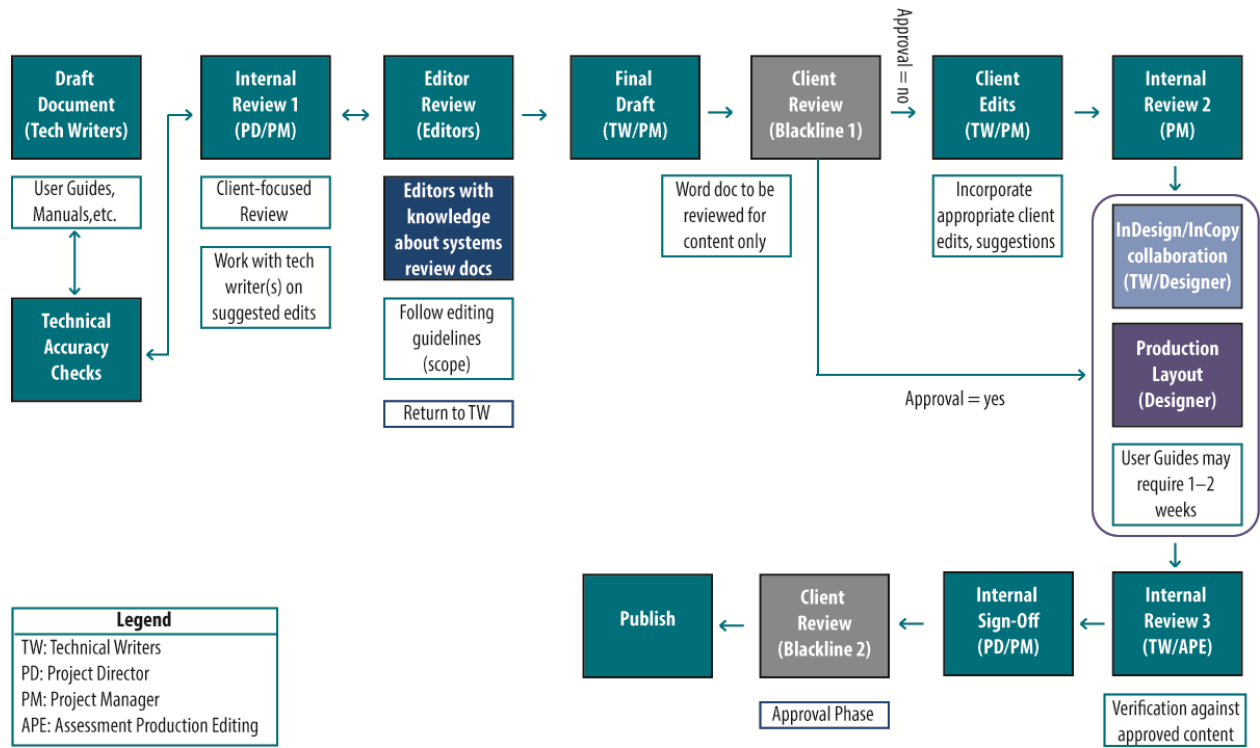 Draft
Document
(Tech Writers)
User Guides,
Manuals,etc.
Technical
Accuracy
Checks
Internal
Review 1
(PD/PM)
Client-focused
Review
Work with tech
writer(s) on
suggested edits
Editor
Review
(Editors)
Editors with
knowledge
about systems
review docs
Follow editing
guidelines
(scope)
Return to TW
Final
Draft
(TW/PM)
Client
Review
(Blackline 1)
Word doc to be
reviewed for
content only
Approval = no
Client
Edits
(TW/PM)
Incorporate
appropriate client
edits, suggestions
Internal
Review 2
(PM)
Approval = yes
InDesign/InCopy
collaboration
(TW/Designer)
Production
Layout
(Designer)
User Guides may
require 1–2
weeks
Internal
Review 3
(TW/APE)
Verification against
approved content
Internal
Sign-Off
(PD/PM)
Client
Review
(Blackline 2)
Approval Phase
Publish
Legend
TW: Technical Writers
PD: Project Director
PM: Project Manager
APE: Assessment Production Editing